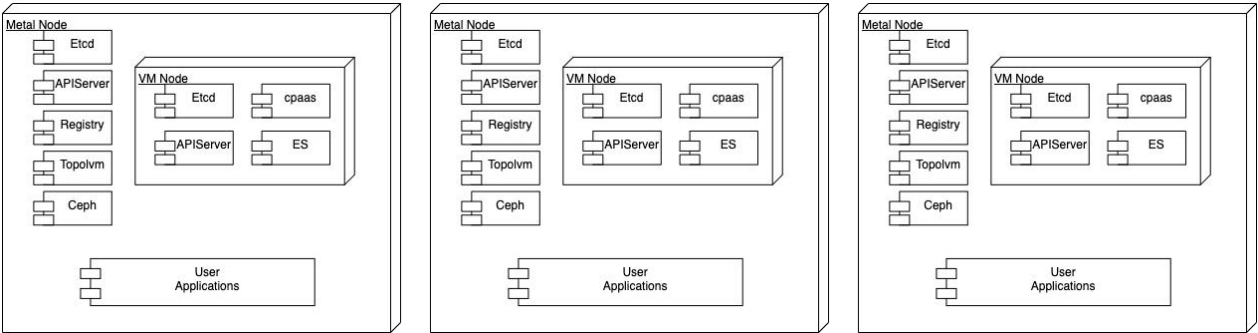 Metal Node
Etcd
APIServer
Registry
Topolvm
Ceph
VM Node
Etcd
cpaas
APIServer
ES
User
Applications
Metal Node
Etcd
APIServer
Registry
Topolvm
Ceph
VM Node
Etcd
cpaas
APIServer
ES
User
Applications
Metal Node
Etcd
APIServer
Registry
Topolvm
Ceph
VM Node
Etcd
cpaas
APIServer
ES
User
Applications